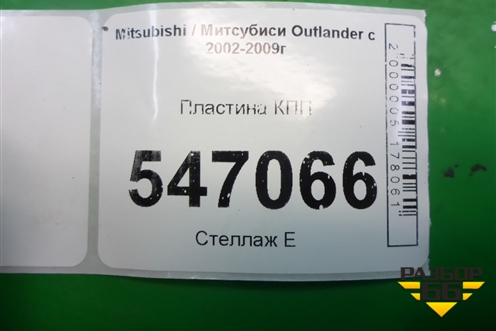 Mitsubishi / Митсубиси Outlander с
2002-2009г
Пластина КПП
547066
Стеллаж Е
2000005178061
РАЗБОР
66